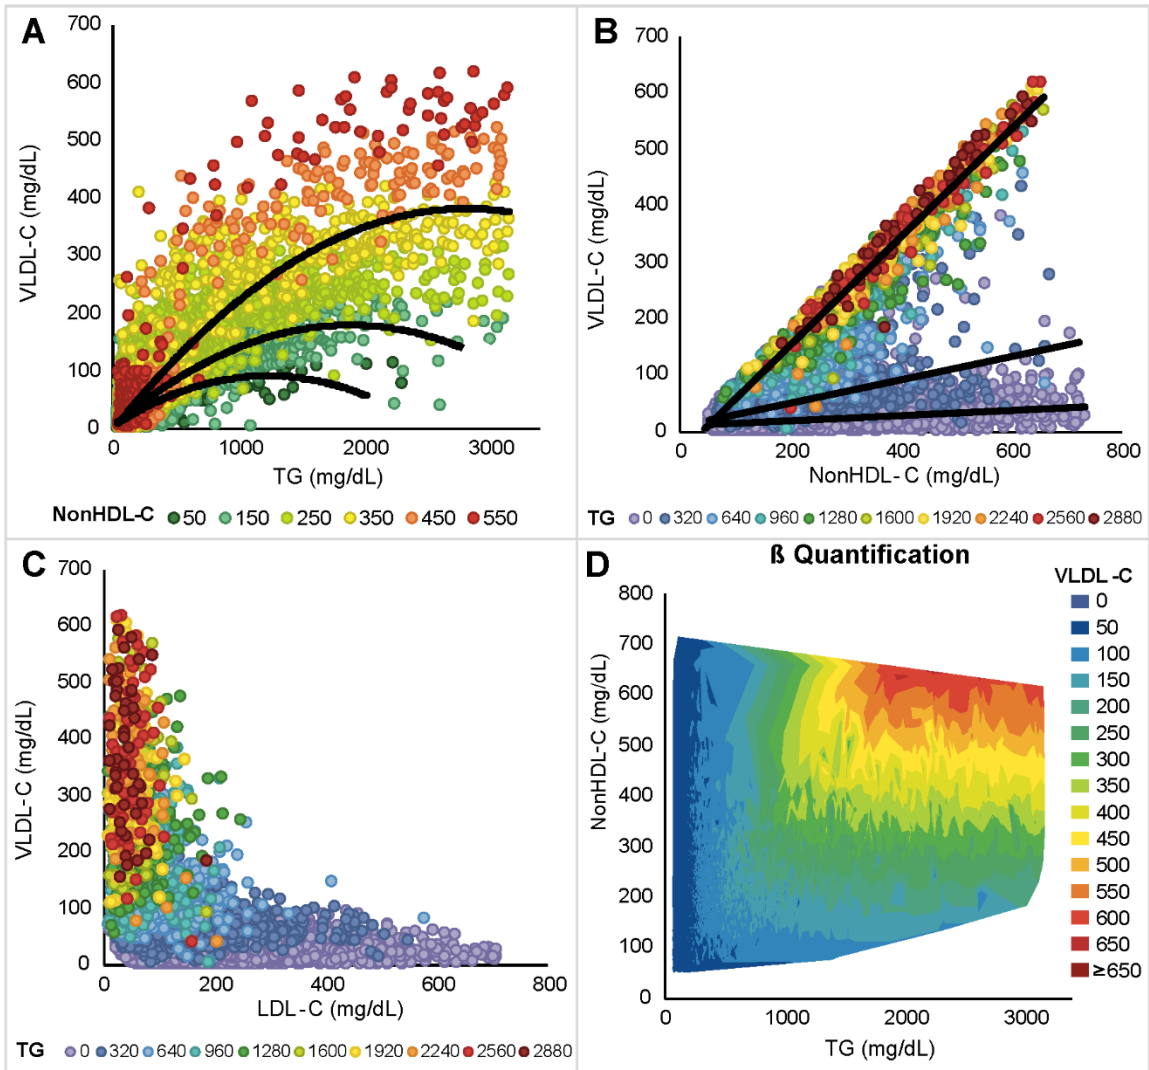 A
700
600
500
400
300
200
100
0
VLDL-C (mg/dL)
1000
2000
3000
TG (mg/dL)
NonHDL-C 50 150 250 350 450 550
B
700
600
500
400
300
200
100
0
VLDL-C (mg/dL)
0 200 400 600 800
NonHDL- C (mg/dL)
TG 0 320 640 960 1280 1600 1920 2240 2560 2880
C
700
600
500
400
300
200
100
0
VLDL-C (mg/dL)
0 200 400 600 800
LDL-C (mg/dL)
TG 0 320 640 960 1280 1600 1920 2240 2560 2880
D
ß Quantification
800
700
600
500
400
300
200
100
0
NonHDL-C (mg/dL)
0 1000 2000 3000
TG (mg/dL)
VLDL -C
0
50
100
150
200
250
300
350
400
450
500
550
600
650
≥650